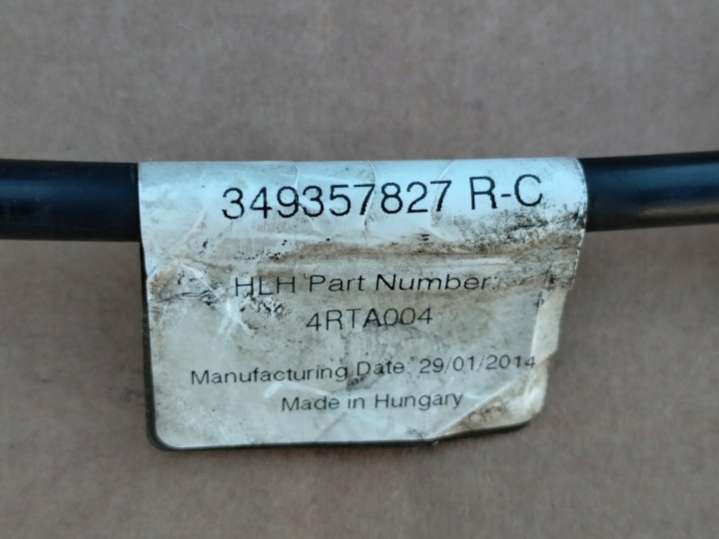 349357827 R-C
HLH Part Number:
4RTA004
Manufacturing Date: 29/01/2014
Made in Hungary